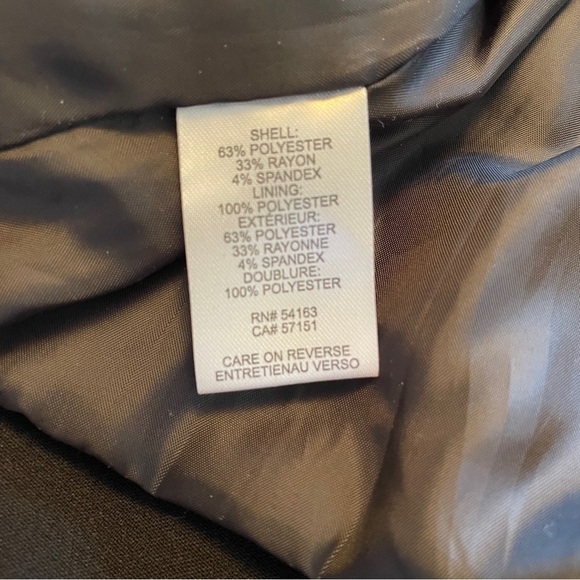 SHELL:
63% POLYESTER
33% RAYON
4% SPANDEX
LINING:
100% POLYESTER
EXTÉRIEUR:
63% POLYESTER
33% RAYONNE
4% SPANDEX
DOUBLURE:
100% POLYESTER
RN# 54163
CA# 57151
CARE ON REVERSE
ENTRETIENAU VERSO